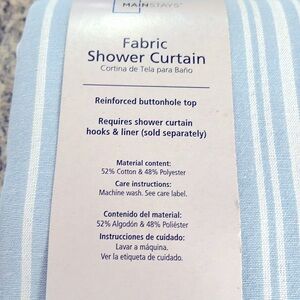 MAINSTAYS
Fabric
Shower Curtain
Cortina de Tela para Baño
Reinforced buttonhole top
Requires shower curtain
hooks & liner (sold separately)
Material content:
52% Cotton & 48% Polyester
Care instructions:
Machine wash. See care label.
Contenido del material:
52% Algodón & 48% Poliéster
Instrucciones de cuidado:
Lavar a máquina.
Ver la etiqueta de cuidado.